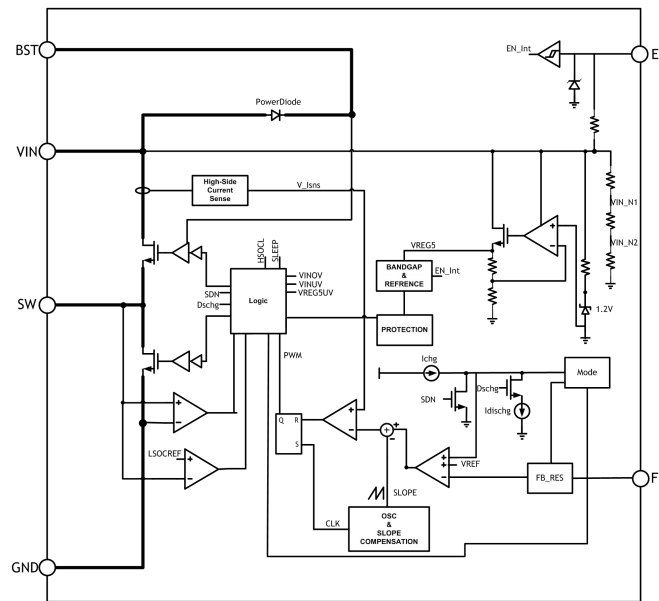 BST
EN_Int
E
PowerDiode
VIN
High-Side
Current
Sense
V_Isns
VIN_N1
VIN_N2
VREG5
HSOCL
SLEEP
BANDGAP
&
REFRENCE
EN_Int
VINOV
VINUV
VREG5UV
Logic
SDN
Dschg
SW
1.2V
PROTECTION
PWM
Ichg
Mode
SDN
Dschg
Idischg
+
−
Q
R
S
+
−
+
+
−
+
+
−
VREF
LSOCREF
+
−
FB_RES
F
SLOPE
OSC
&
SLOPE
COMPENSATION
CLK
GND
+
−